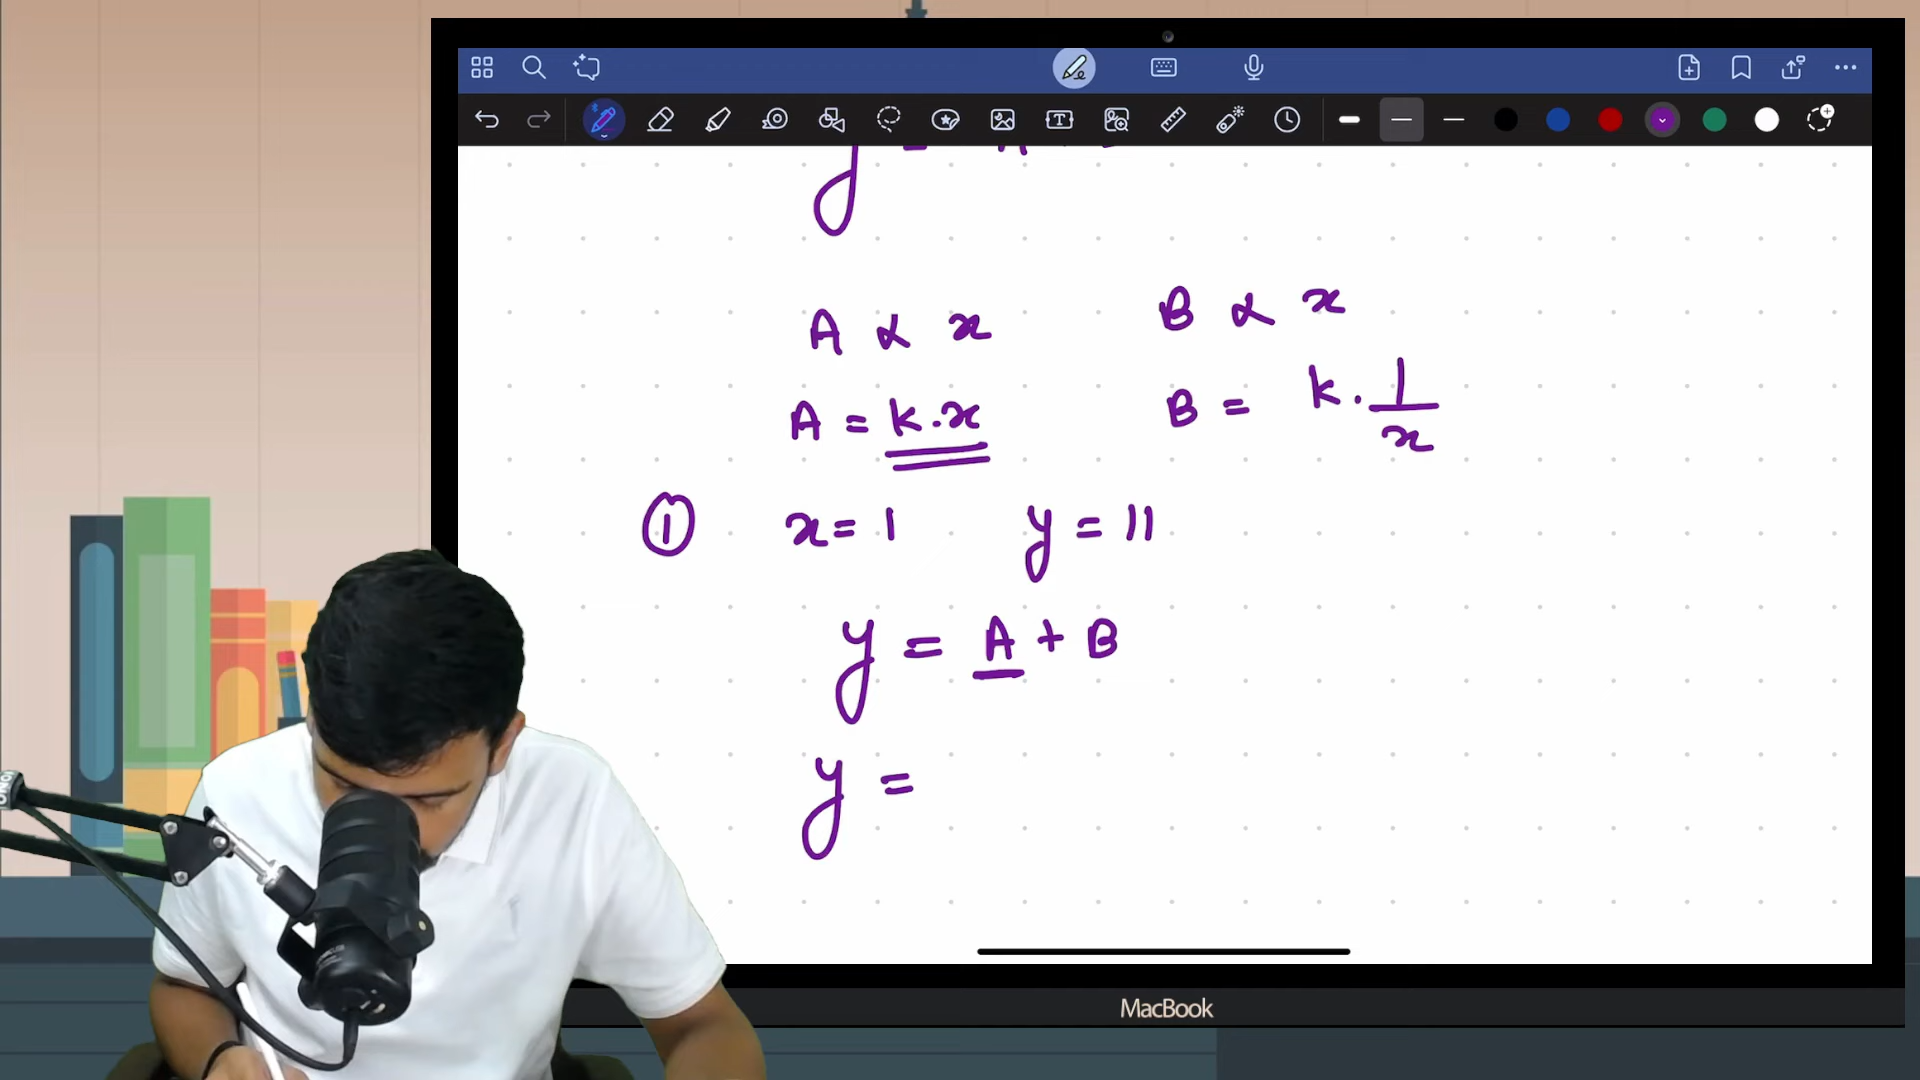 y = A
A ∝ x
B ∝ x
A = k.x
B = k. 1/x
① x = 1 y = 11
y = A + B
y =
MacBook